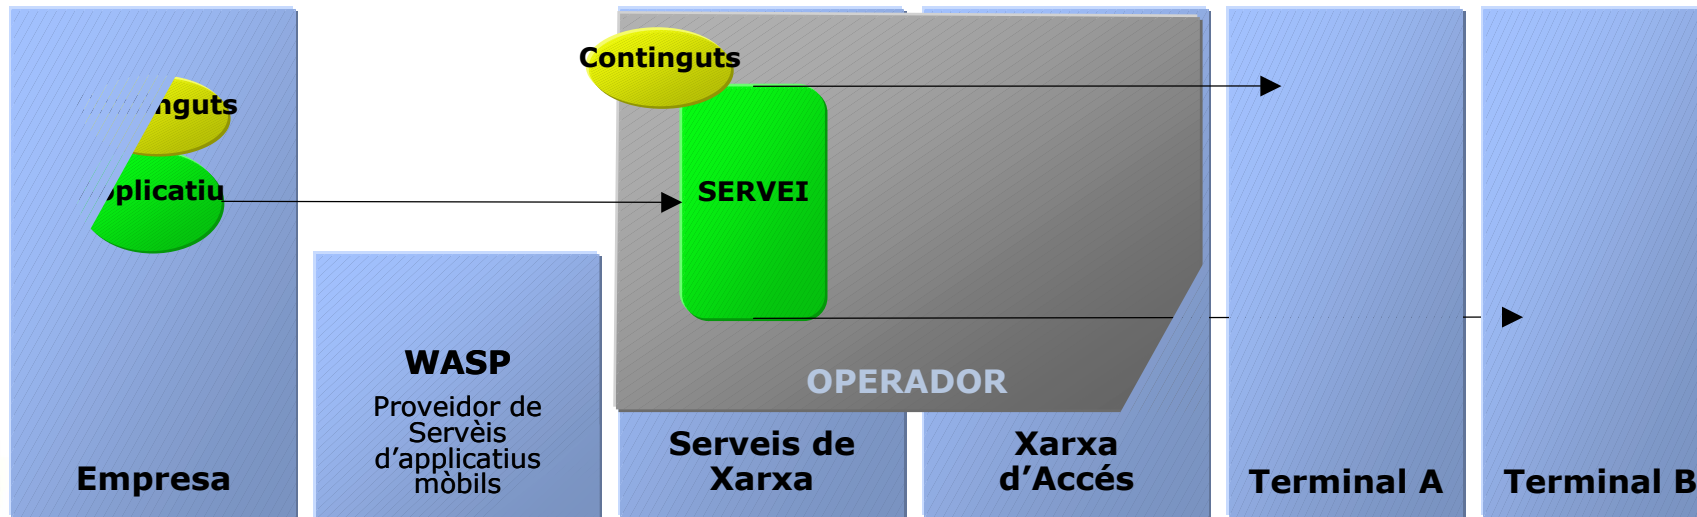 Continguts
nguts
plicatiu
SERVEI
OPERADOR
WASP
Proveidor de
Servèis
d’applicatius
mòbils
Empresa
Serveis de
Xarxa
Xarxa
d’Accés
Terminal A
Terminal B